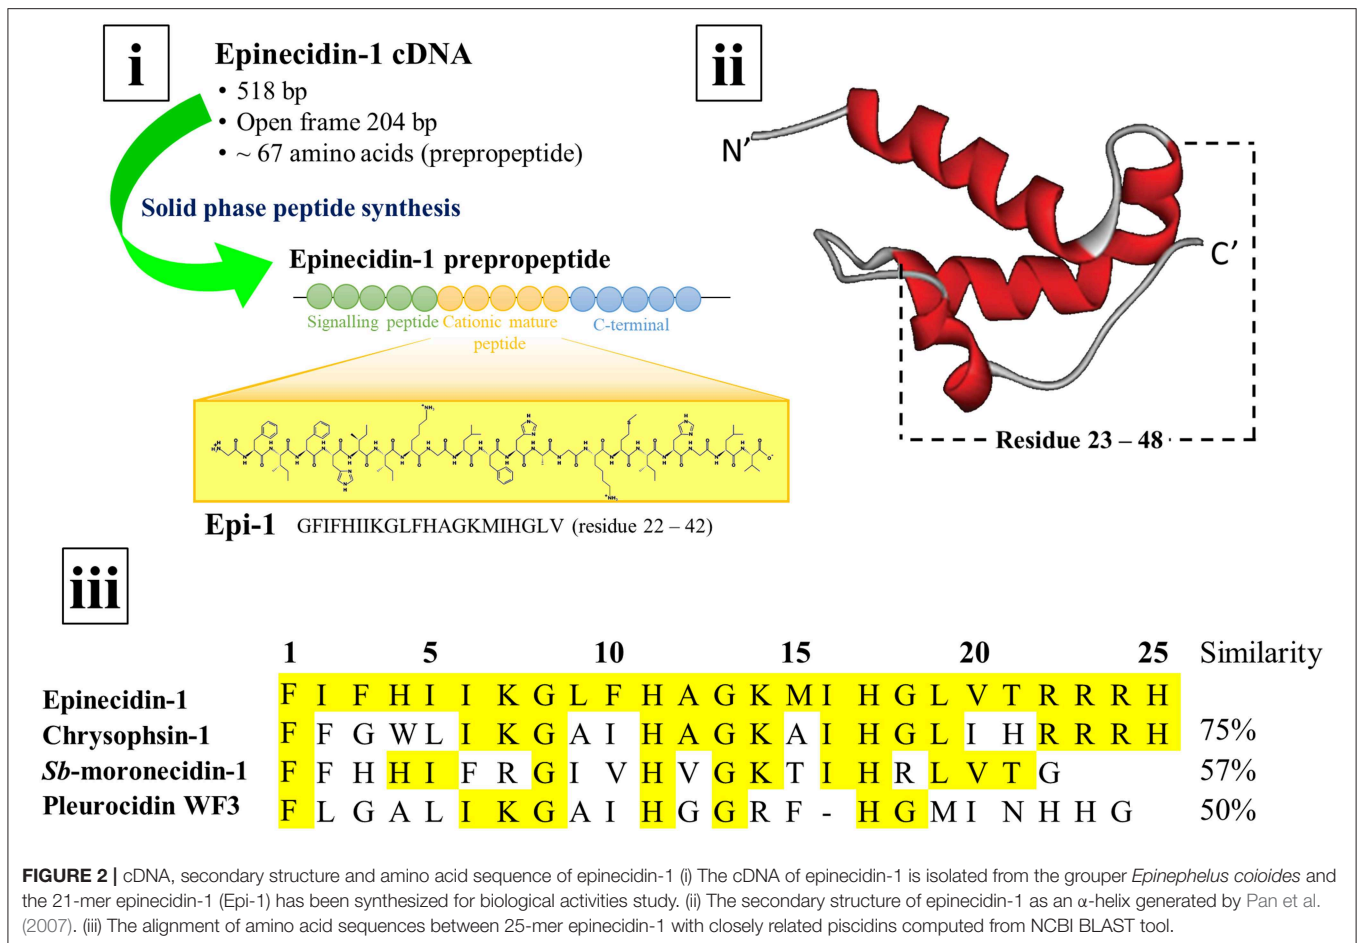 i
Epinecidin-1 cDNA
• 518 bp
• Open frame 204 bp
• ~ 67 amino acids (prepropeptide)
Solid phase peptide synthesis
Epinecidin-1 prepropeptide
Signalling peptide Cationic mature peptide C-terminal
Epi-1 GFIFHIIKGLFHAGKMIHGLV (residue 22 – 42)
ii
N'
C'
Residue 23 – 48
iii
1 5 10 15 20 25 Similarity
Epinecidin-1 F I F H I I K G L F H A G K M I H G L V T R R R H
Chrysophsin-1 F F G W L I K G A I H A G K A I H G L I H R R R H 75%
Sb-moronecidin-1 F F H H I F R G I V H V G K T I H R L V T G 57%
Pleurocidin WF3 F L G A L I K G A I H G G R F - H G M I N H H G 50%
FIGURE 2 | cDNA, secondary structure and amino acid sequence of epinecidin-1 (i) The cDNA of epinecidin-1 is isolated from the grouper Epinephelus coioides and
the 21-mer epinecidin-1 (Epi-1) has been synthesized for biological activities study. (ii) The secondary structure of epinecidin-1 as an α-helix generated by Pan et al.
(2007). (iii) The alignment of amino acid sequences between 25-mer epinecidin-1 with closely related piscidins computed from NCBI BLAST tool.